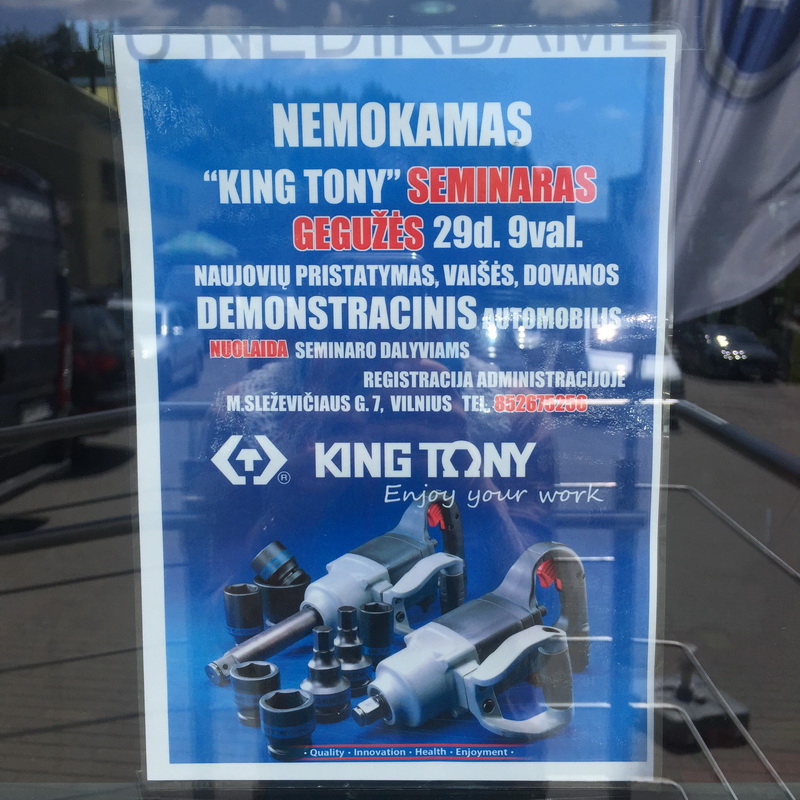 NEDIRBAME
NEMOKAMAS
“KING TONY” SEMINARAS
GEGUŽĖS 29d. 9val.
NAUJOVIŲ PRISTATYMAS, VAIŠĖS, DOVANOS
DEMONSTRACINIS AUTOMOBILIS
NUOLAIDA SEMINARO DALYVIAMS
REGISTRACIJA ADMINISTRACIJOJE
M.SLEŽEVIČIAUS G. 7, VILNIUS TEL. 852675250
® KING TONY
Enjoy your work
· Quality · Innovation · Health · Enjoyment ·